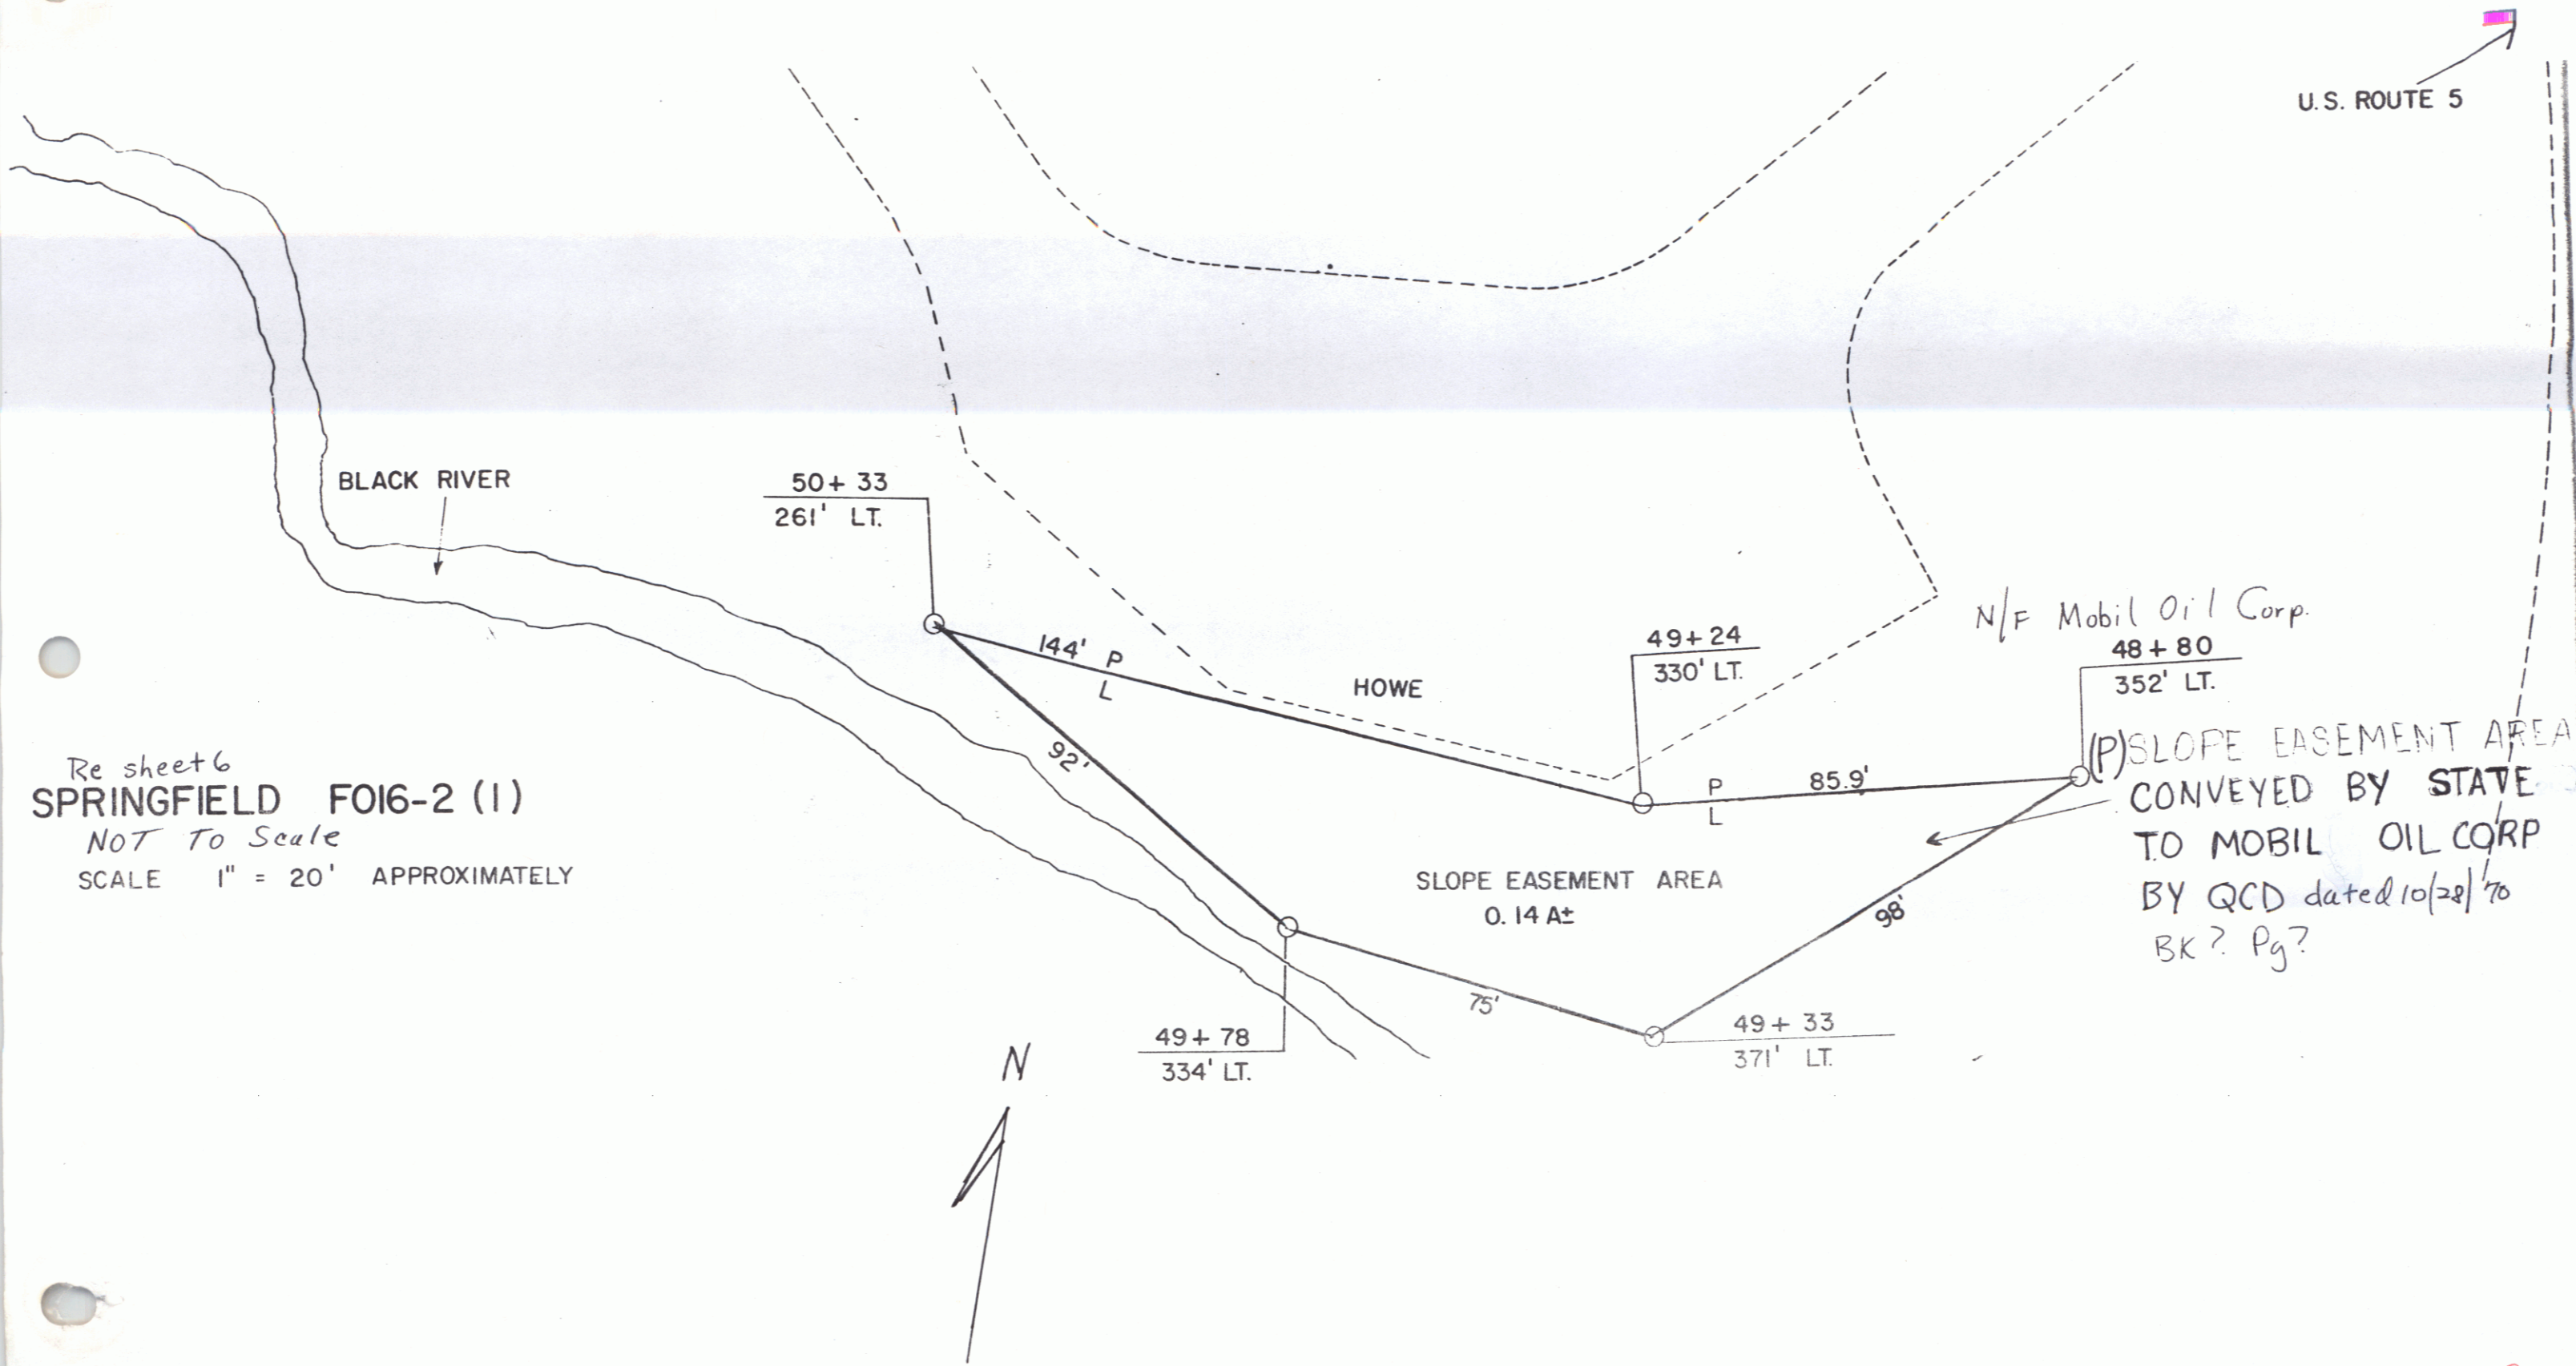 U.S. ROUTE 5
BLACK RIVER
50+ 33
261' LT.
N/F Mobil Oil Corp.
49+ 24
330' LT.
48 + 80
352' LT.
144' P
L
HOWE
92'
P
L
85.9'
(P) SLOPE EASEMENT AREA
CONVEYED BY STATE
TO MOBIL OIL CORP
BY QCD dated 10/28/70
BK? Pg?
Re sheet 6
SPRINGFIELD F016-2 (1)
NOT To Scale
SCALE 1" = 20' APPROXIMATELY
SLOPE EASEMENT AREA
0.14 A±
98'
75'
49+ 78
334' LT.
49+ 33
371' LT.
N